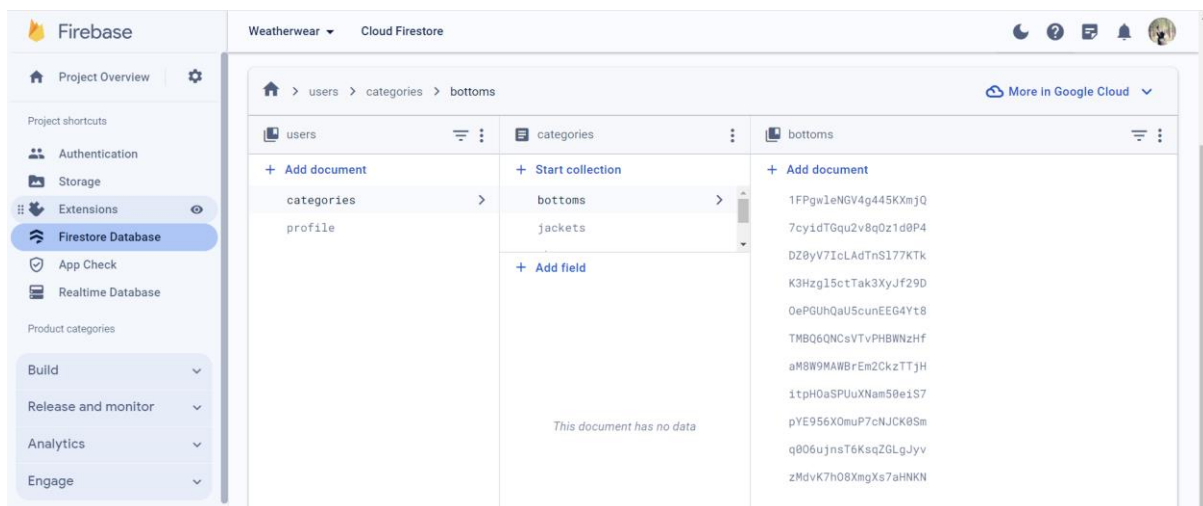 Firebase
Weatherwear
Cloud Firestore
Project Overview
users
categories
bottoms
More in Google Cloud
Project shortcuts
Authentication
Storage
Extensions
Firestore Database
App Check
Realtime Database
Product categories
Build
Release and monitor
Analytics
Engage
users
+ Add document
categories
profile
categories
+ Start collection
bottoms
jackets
+ Add field
This document has no data
bottoms
+ Add document
1FPgwleNGV4g445KXmjQ
7cyidTGqu2v8qOz1d0P4
DZ0yV7IcLAdTnSl77KTk
K3Hzgl5ctTak3XyJf29D
OePGUhQaU5cunEEG4Yt8
TMBQ6QNCsVTvPHBWNzHf
aM8W9MAWBrEm2CkzTTjH
itpHOaSPUuXNam50eiS7
pYE956XOmuP7cNJCK0Sm
q0O6ujnsT6KsqZGLgJyv
zMdvK7hO8XmgXs7aHNKN